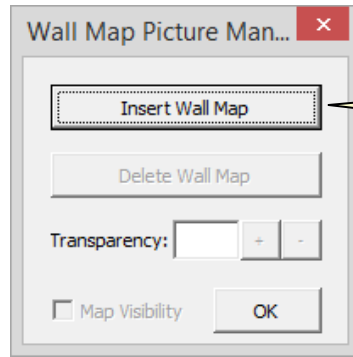 Wall Map Picture Man...
Insert Wall Map
Delete Wall Map
Transparency: + -
Map Visibility OK